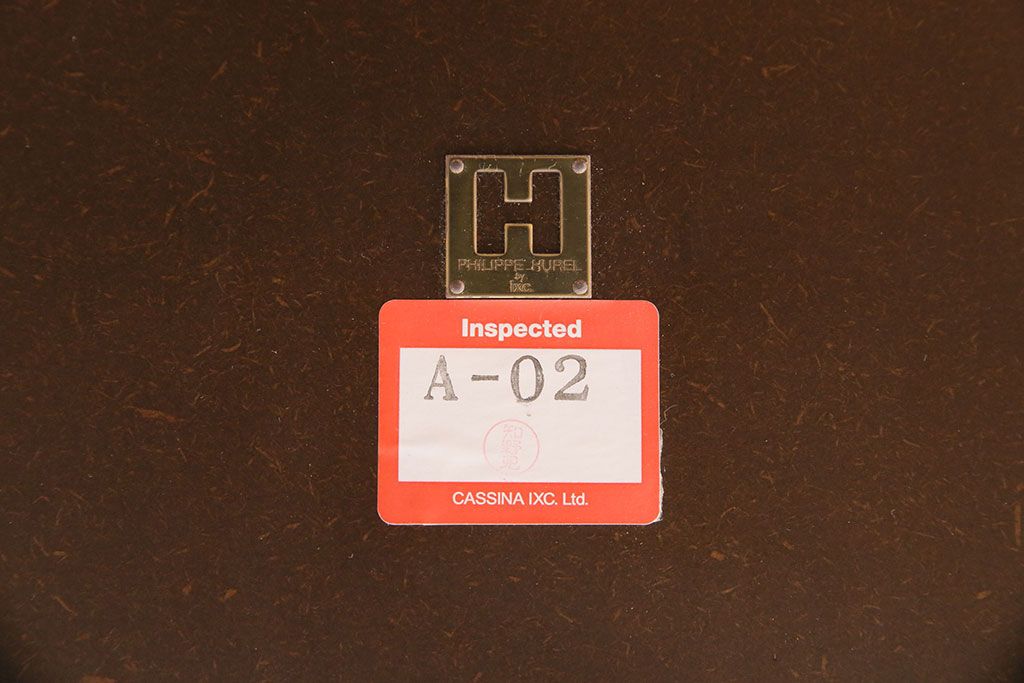 H
PHILIPPE HUREL
by
ixc.
Inspected
A-02
CASSINA IXC. Ltd.